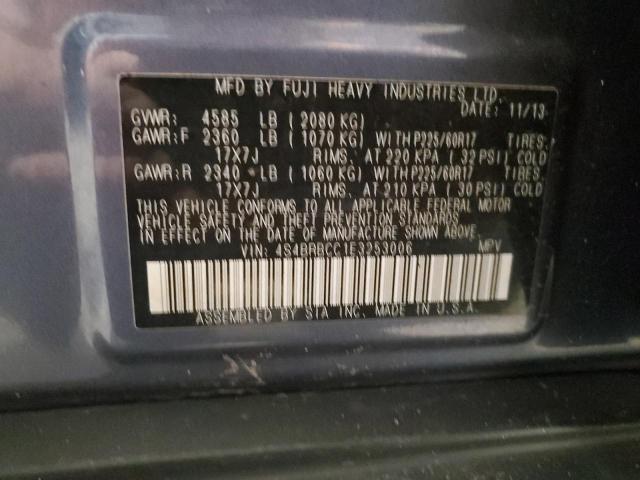 MFD BY FUJI HEAVY INDUSTRIES LTD.
DATE: 11/13
GVWR: 4585 LB ( 2080 KG)
GAWR:F 2360 LB ( 1070 KG) WITH P225/60R17 TIRES,
17X7J RIMS, AT 220 KPA ( 32 PSI) COLD
GAWR:R 2340 LB ( 1060 KG) WITH P225/60R17 TIRES,
17X7J RIMS, AT 210 KPA ( 30 PSI) COLD
THIS VEHICLE CONFORMS TO ALL APPLICABLE FEDERAL MOTOR
VEHICLE SAFETY AND THEFT PREVENTION STANDARDS
IN EFFECT ON THE DATE OF MANUFACTURE SHOWN ABOVE.
VIN: 4S4BRBCC1E3253006 MPV
ASSEMBLED BY SIA INC. MADE IN U.S.A.